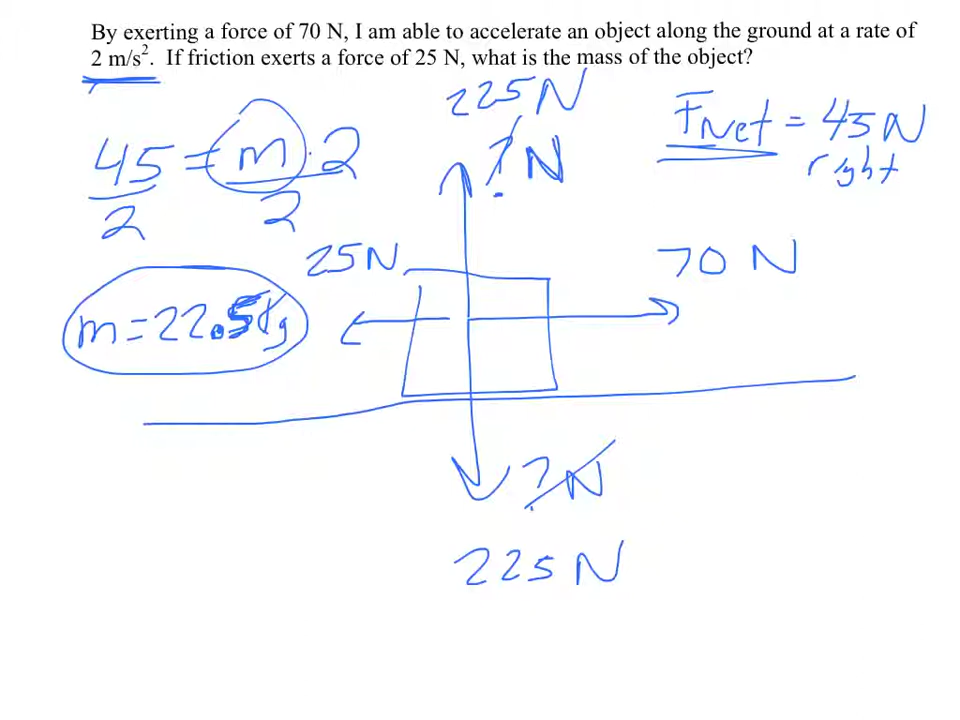 By exerting a force of 70 N, I am able to accelerate an object along the ground at a rate of
2 m/s². If friction exerts a force of 25 N, what is the mass of the object?
225 N
? N
FNet = 45 N
right
45 = m · 2
2 2
25 N
70 N
m = 22.5 kg
? N
225 N